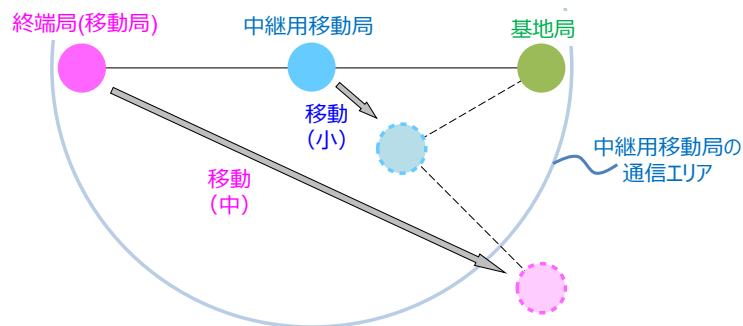 終端局(移動局)
中継用移動局
基地局
移動
（小）
移動
（中）
中継用移動局の
通信エリア